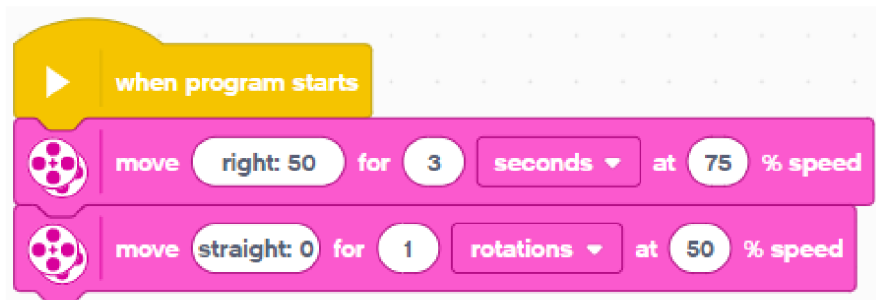 when program starts
move right: 50 for 3 seconds at 75 % speed
move straight: 0 for 1 rotations at 50 % speed